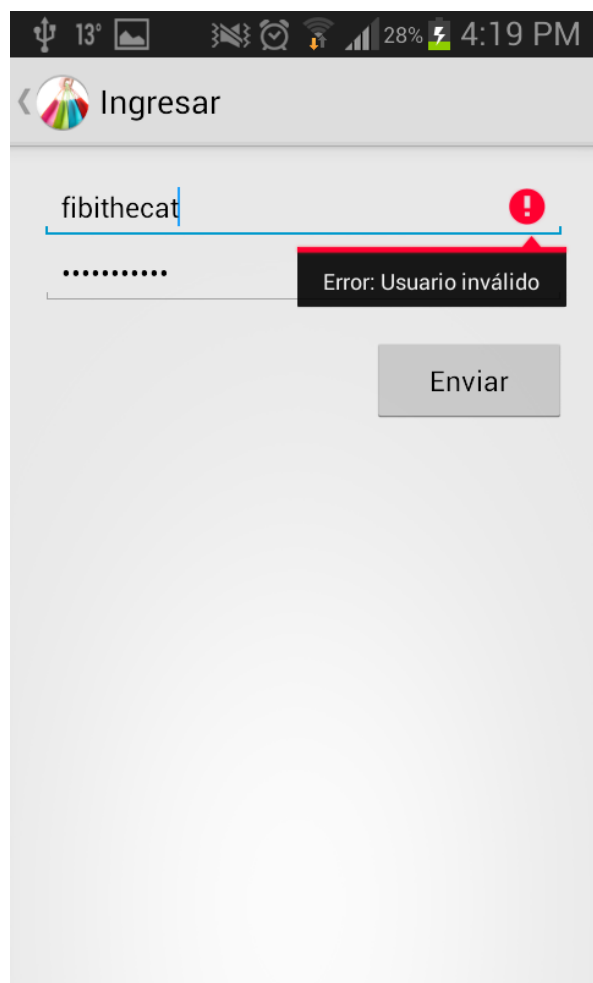 13° 28% 4:19 PM
Ingresar
fibithecat
•••••••••••
Error: Usuario inválido
Enviar